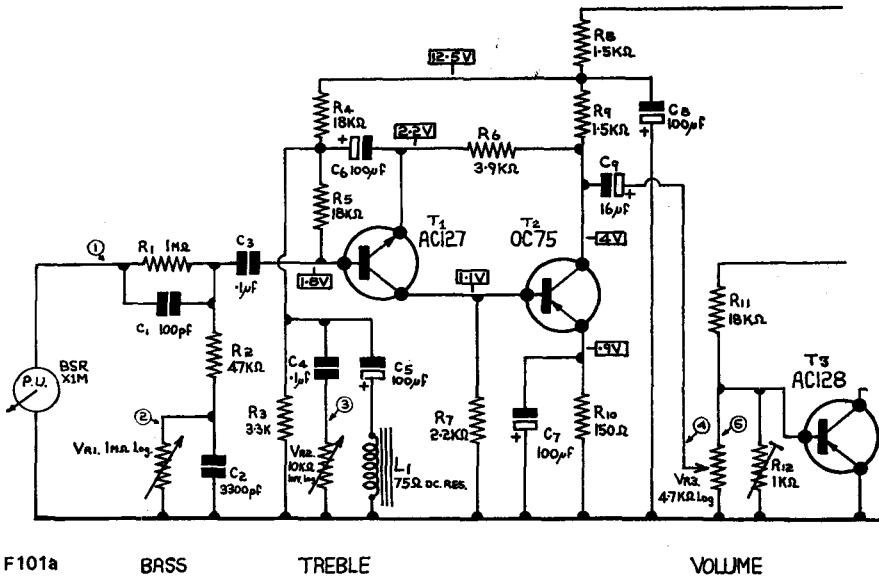 R8
1.5KΩ
12.5V
R4
18KΩ
2.2V
R6
3.9KΩ
R9
1.5KΩ
C8
100µf
+
+
C6 100µf
R5
18KΩ
C9
16µf
+
T1
AC127
T2
OC75
4V
1
R1 1MΩ
C3
.1µf
1.8V
1.1V
C1 100pf
R11
18KΩ
R2
47KΩ
C4
.1µf
C5
100µf
+
.9V
T3
AC128
P.U.
BSR
X1M
2
3
R3
3.3K
R7
2.2KΩ
C7
100µf
+
R10
150Ω
4
5
VR1. 1MΩ Log.
C2
3300pf
VR2.
10KΩ
INV. Log
L1
75Ω DC. RES.
VR3.
4.7KΩ Log
R12
1KΩ
F101a
BASS
TREBLE
VOLUME